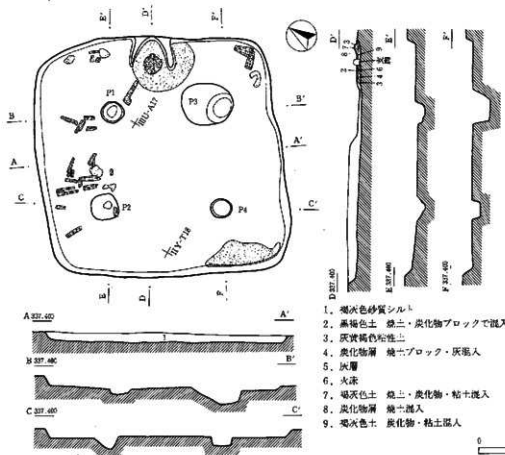 E' D' F'
P1
P3
B B'
A A'
C C'
P2
P4
E D F
D' E' F'
D 337.400
E 337.400
F 337.400
A 337.400 A'
1
B 337.400 B'
C 337.400 C'
1. 褐灰色砂質シルト
2. 黒褐色土 焼土・炭化物ブロックで混入
3. 灰黄褐色粘性土
4. 炭化物層 焼土ブロック・灰混入
5. 灰層
6. 火床
7. 褐灰色土 焼土・炭化物・粘土混入
8. 炭化物層 焼土混入
9. 褐灰色土 炭化物・粘土混入
0